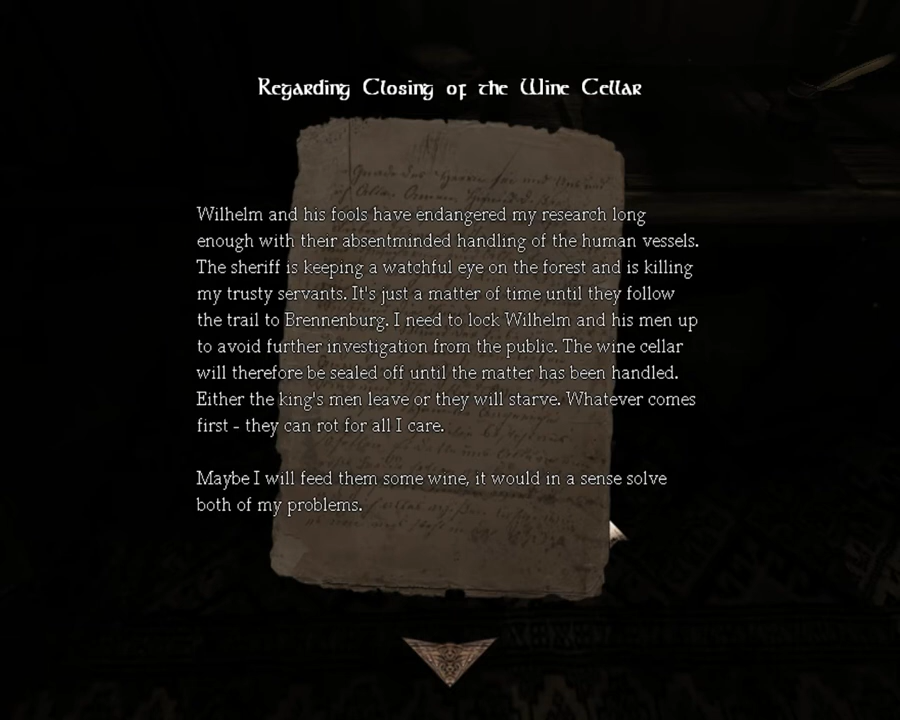 Regarding Closing of the Wine Cellar
Wilhelm and his fools have endangered my research long
enough with their absentminded handling of the human vessels.
The sheriff is keeping a watchful eye on the forest and is killing
my trusty servants. It's just a matter of time until they follow
the trail to Brennenburg. I need to lock Wilhelm and his men up
to avoid further investigation from the public. The wine cellar
will therefore be sealed off until the matter has been handled.
Either the king's men leave or they will starve. Whatever comes
first - they can rot for all I care.
Maybe I will feed them some wine, it would in a sense solve
both of my problems.